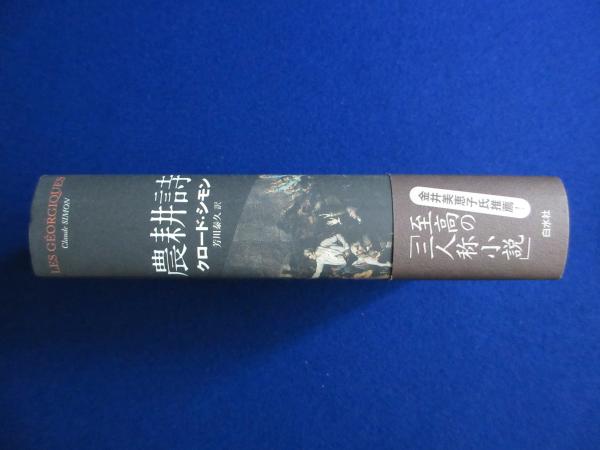 LES GÉORGIQUES
Claude SIMON
農耕詩
クロード・シモン
芳川泰久 訳
金井美恵子氏推薦!
「至高の
三人称
小説」
白水社